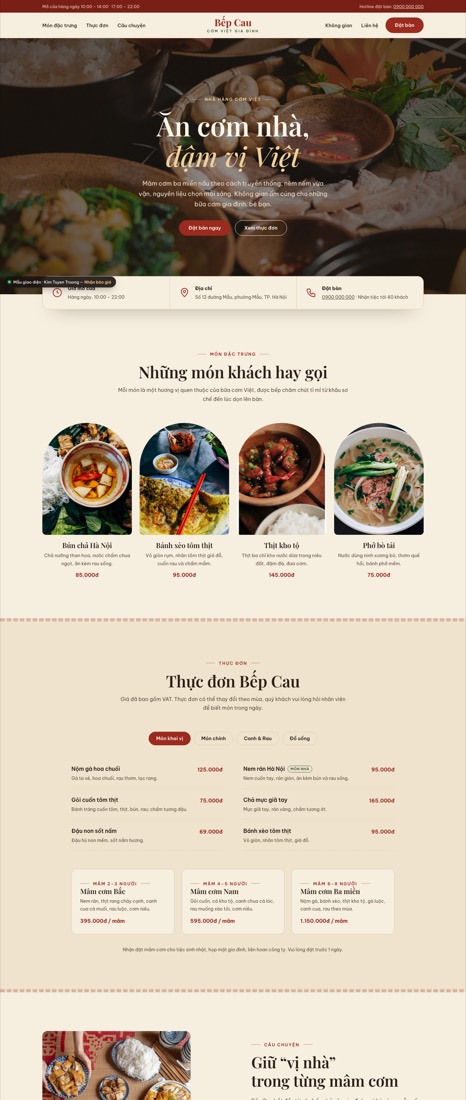 Mở cửa hàng ngày 10:00 – 14:00 · 17:00 – 22:00
Hotline đặt bàn: 0900 000 000
Món đặc trưng Thực đơn Câu chuyện
Bếp Cau
CƠM VIỆT GIA ĐÌNH
Không gian Liên hệ Đặt bàn
NHÀ HÀNG CƠM VIỆT
Ăn cơm nhà,
đậm vị Việt
Mâm cơm ba miền nấu theo cách truyền thống, nêm nếm vừa
vặn, nguyên liệu chọn mỗi sáng. Không gian ấm cúng cho những
bữa cơm gia đình, bè bạn.
Đặt bàn ngay Xem thực đơn
Mẫu giao diện · Kim Tuyen Truong — Nhận báo giá
Hàng ngày, 10:00 – 22:00
Địa chỉ
Số 12 đường Mẫu, phường Mẫu, TP. Hà Nội
Đặt bàn
0900 000 000 · Nhận tiệc tới 40 khách
MÓN ĐẶC TRƯNG
Những món khách hay gọi
Mỗi món là một hương vị quen thuộc của bữa cơm Việt, được bếp chăm chút tỉ mỉ từ khâu sơ
chế đến lúc dọn lên bàn.
Bún chả Hà Nội
Chả nướng than hoa, nước chấm chua
ngọt, ăn kèm rau sống.
85.000đ
Bánh xèo tôm thịt
Vỏ giòn rụm, nhân tôm thịt giá đỗ,
cuốn rau và chấm mắm.
95.000đ
Thịt kho tộ
Thịt ba chỉ kho nước dừa trong niêu
đất, đậm đà, đưa cơm.
145.000đ
Phở bò tái
Nước dùng ninh xương bò, thơm quế
hồi, bánh phở mềm.
75.000đ
THỰC ĐƠN
Thực đơn Bếp Cau
Giá đã bao gồm VAT. Thực đơn có thể thay đổi theo mùa, quý khách vui lòng hỏi nhân viên
để biết món trong ngày.
Món khai vị Món chính Canh & Rau Đồ uống
Nộm gà hoa chuối 125.000đ
Gà ta xé, hoa chuối, rau thơm, lạc rang.
Nem rán Hà Nội MÓN NHÀ 95.000đ
Nem cuốn tay, rán giòn, ăn kèm bún và rau sống.
Gỏi cuốn tôm thịt 75.000đ
Bánh tráng cuốn tôm, thịt, bún, rau, chấm tương đậu.
Chả mực giã tay 165.000đ
Mực giã tay, rán vàng, chấm tương ớt.
Đậu non sốt nấm 69.000đ
Đậu hũ non mềm, sốt nấm hương.
Bánh xèo tôm thịt 95.000đ
Vỏ giòn, nhân tôm thịt, giá đỗ.
MÂM 2–3 NGƯỜI
Mâm cơm Bắc
Nem rán, thịt rang cháy cạnh, canh
cua cà muối, rau luộc, cơm niêu.
395.000đ / mâm
MÂM 4–5 NGƯỜI
Mâm cơm Nam
Gỏi cuốn, cá kho tộ, canh chua cá lóc,
rau muống xào tỏi, cơm niêu.
595.000đ / mâm
MÂM 6–8 NGƯỜI
Mâm cơm Ba miền
Nộm gà, bánh xèo, thịt kho tộ, gà luộc,
canh cua, rau theo mùa.
1.150.000đ / mâm
Nhận đặt mâm cơm cho tiệc sinh nhật, họp mặt gia đình, liên hoan công ty. Vui lòng đặt trước 1 ngày.
CÂU CHUYỆN
Giữ “vị nhà”
trong từng mâm cơm